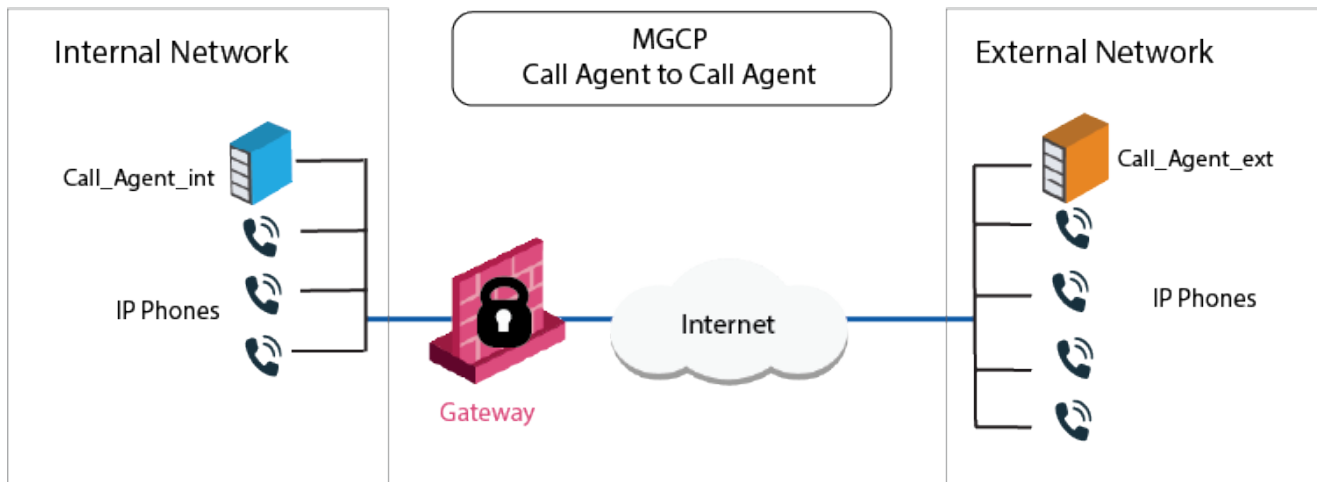 Internal Network
MGCP
Call Agent to Call Agent
External Network
Call_Agent_int
Call_Agent_ext
IP Phones
IP Phones
Internet
Gateway